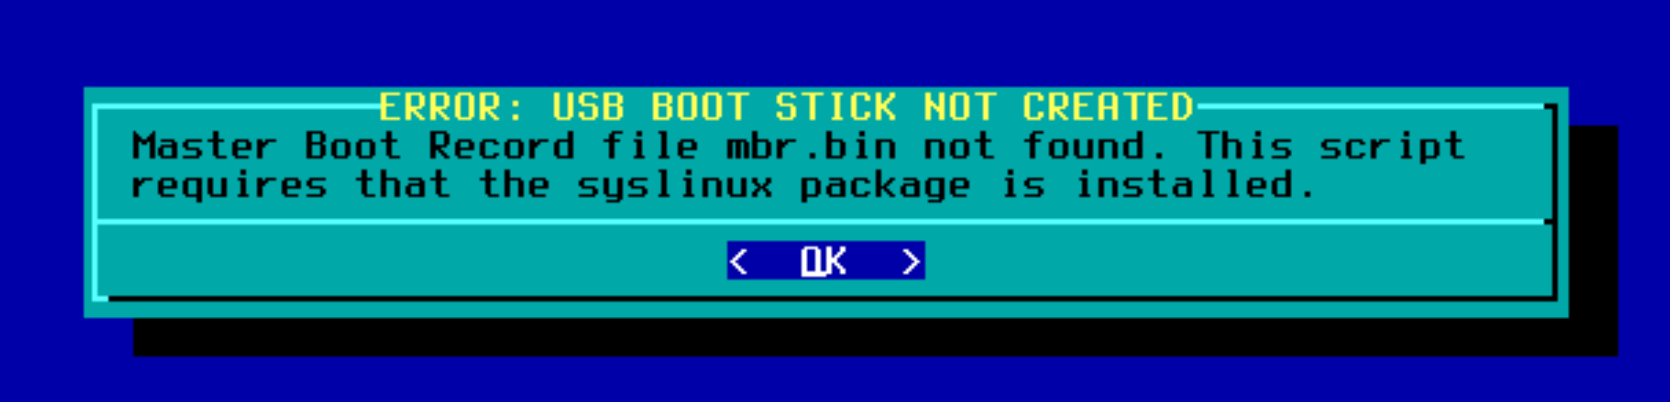 ERROR: USB BOOT STICK NOT CREATED
Master Boot Record file mbr.bin not found. This script
requires that the syslinux package is installed.
< OK >